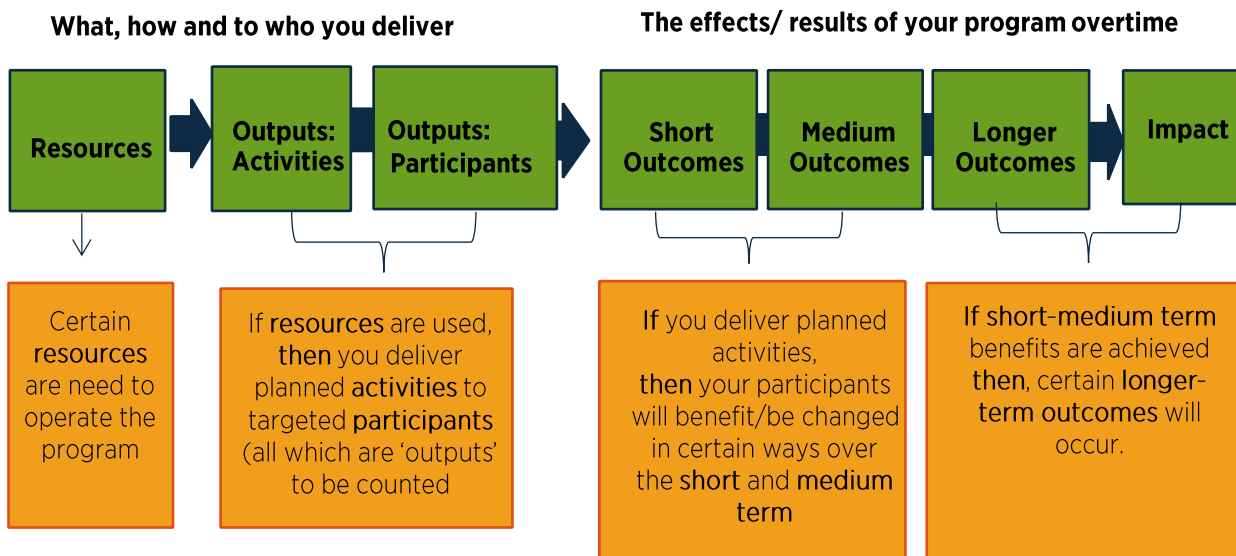 What, how and to who you deliver
The effects/ results of your program overtime
Resources
Outputs:
Activities
Outputs:
Participants
Short
Outcomes
Medium
Outcomes
Longer
Outcomes
Impact
Certain
resources
are need to
operate the
program
If resources are used,
then you deliver
planned activities to
targeted participants
(all which are ‘outputs’
to be counted
If you deliver planned
activities,
then your participants
will benefit/be changed
in certain ways over
the short and medium
term
If short-medium term
benefits are achieved
then, certain longer-
term outcomes will
occur.